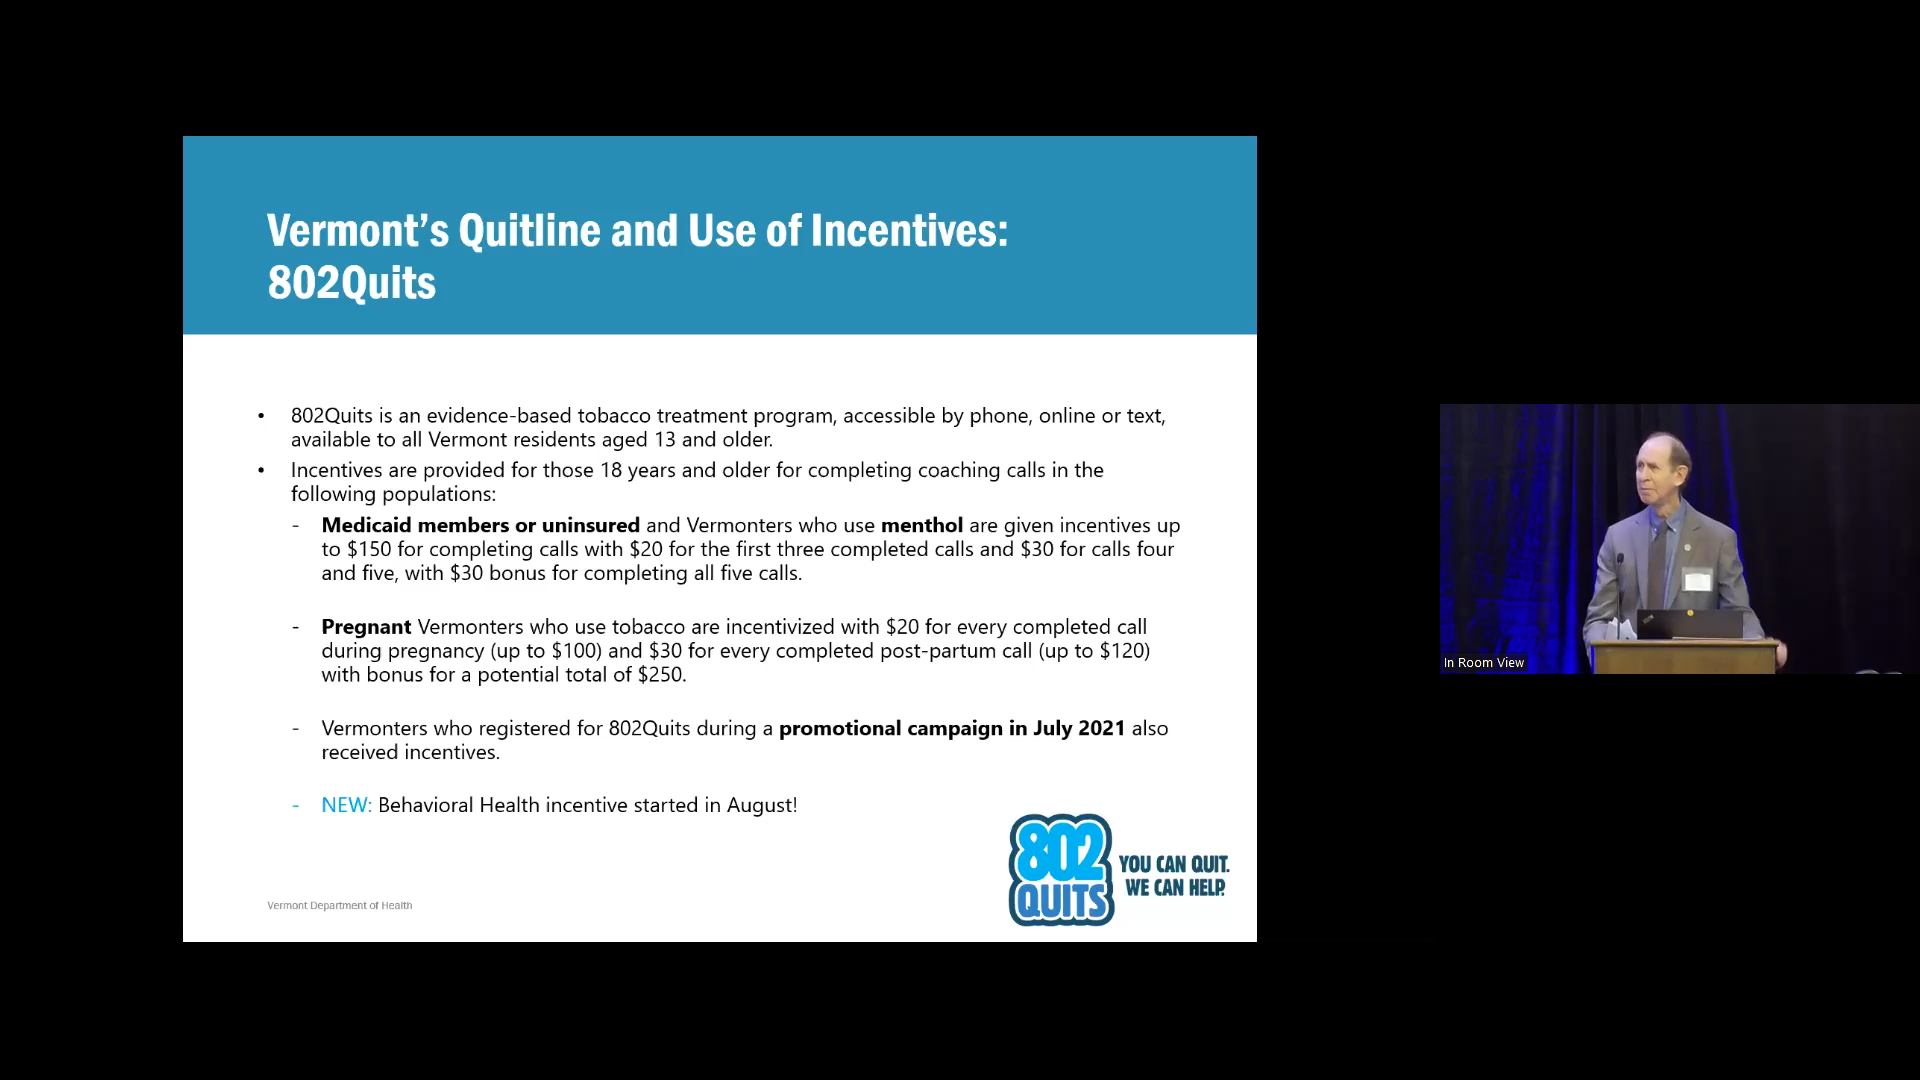 Vermont's Quitline and Use of Incentives:
802Quits
• 802Quits is an evidence-based tobacco treatment program, accessible by phone, online or text,
available to all Vermont residents aged 13 and older.
• Incentives are provided for those 18 years and older for completing coaching calls in the
following populations:
- Medicaid members or uninsured and Vermonters who use menthol are given incentives up
to $150 for completing calls with $20 for the first three completed calls and $30 for calls four
and five, with $30 bonus for completing all five calls.
- Pregnant Vermonters who use tobacco are incentivized with $20 for every completed call
during pregnancy (up to $100) and $30 for every completed post-partum call (up to $120)
with bonus for a potential total of $250.
- Vermonters who registered for 802Quits during a promotional campaign in July 2021 also
received incentives.
- NEW: Behavioral Health incentive started in August!
802
QUITS
YOU CAN QUIT.
WE CAN HELP.
Vermont Department of Health
In Room View